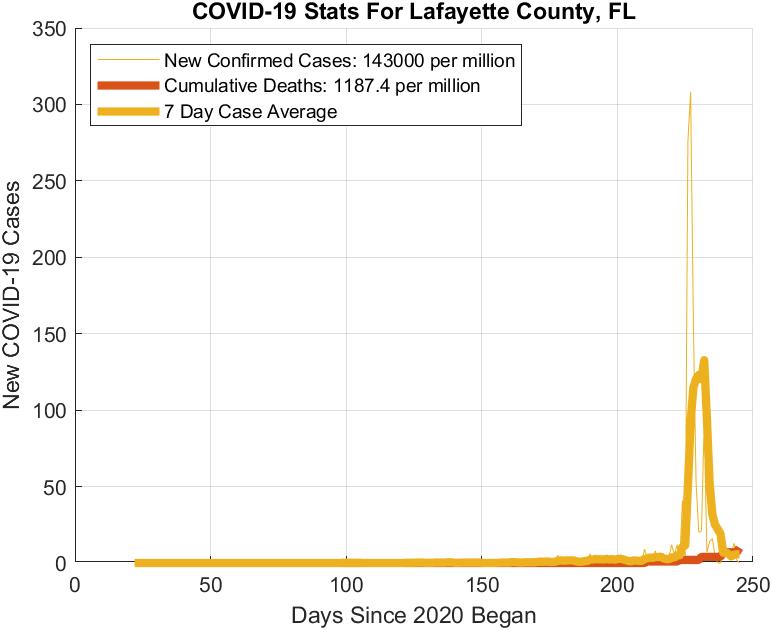 COVID-19 Stats For Lafayette County, FL
350
300
250
200
150
100
50
0
New Confirmed Cases: 143000 per million
Cumulative Deaths: 1187.4 per million
7 Day Case Average
New COVID-19 Cases
0 50 100 150 200 250
Days Since 2020 Began